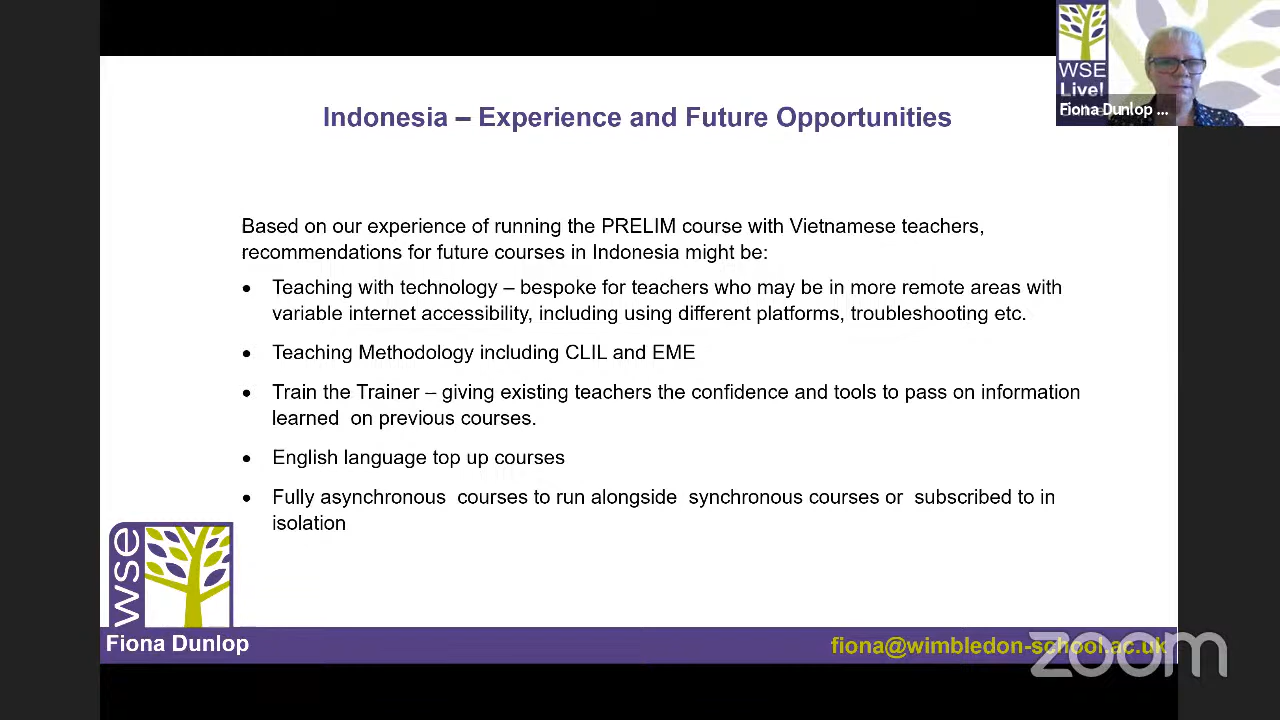 WSE
Live!
Fiona Dunlop ...
Indonesia – Experience and Future Opportunities
Based on our experience of running the PRELIM course with Vietnamese teachers,
recommendations for future courses in Indonesia might be:
• Teaching with technology – bespoke for teachers who may be in more remote areas with
variable internet accessibility, including using different platforms, troubleshooting etc.
• Teaching Methodology including CLIL and EME
• Train the Trainer – giving existing teachers the confidence and tools to pass on information
learned on previous courses.
• English language top up courses
• Fully asynchronous courses to run alongside synchronous courses or subscribed to in
isolation
wse
Fiona Dunlop
fiona@wimbledon-school.ac.uk
zoom